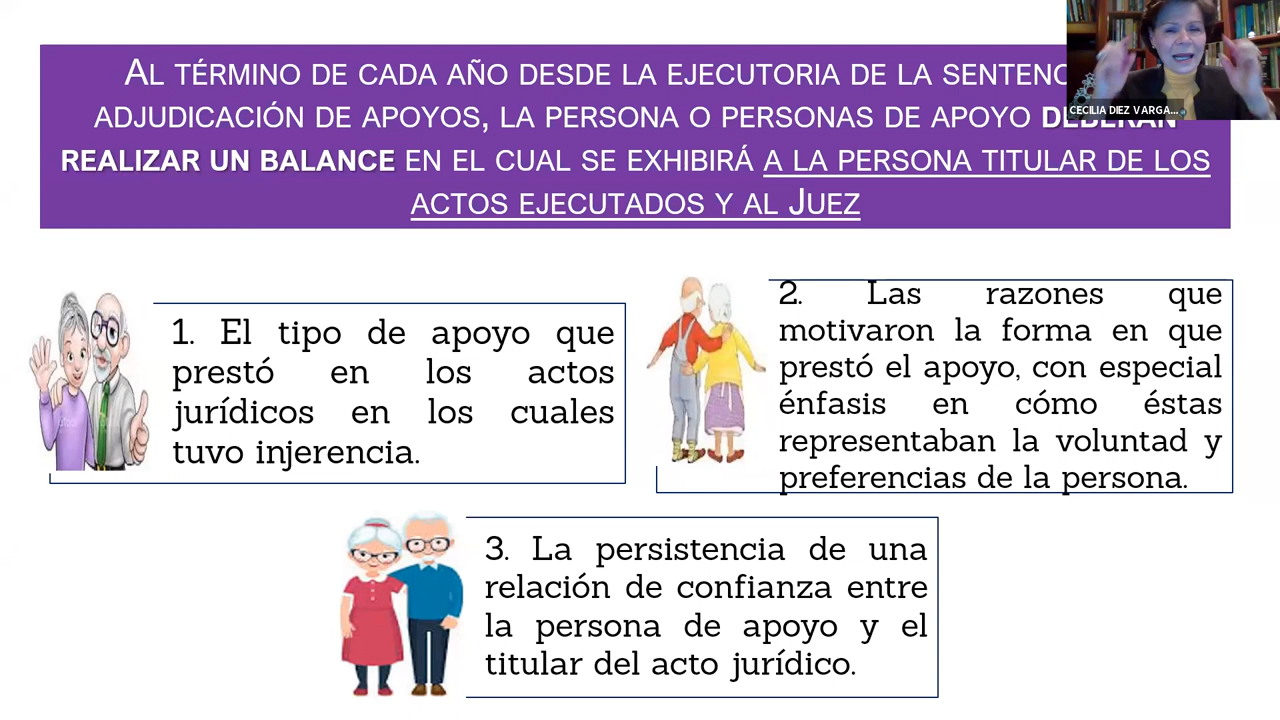 AL TÉRMINO DE CADA AÑO DESDE LA EJECUTORIA DE LA SENTENC
ADJUDICACIÓN DE APOYOS, LA PERSONA O PERSONAS DE APOYO DEBERÁN
REALIZAR UN BALANCE EN EL CUAL SE EXHIBIRÁ A LA PERSONA TITULAR DE LOS
ACTOS EJECUTADOS Y AL JUEZ
CECILIA DIEZ VARGA...
1. El tipo de apoyo que
prestó en los actos
jurídicos en los cuales
tuvo injerencia.
2. Las razones que
motivaron la forma en que
prestó el apoyo, con especial
énfasis en cómo éstas
representaban la voluntad y
preferencias de la persona.
3. La persistencia de una
relación de confianza entre
la persona de apoyo y el
titular del acto jurídico.